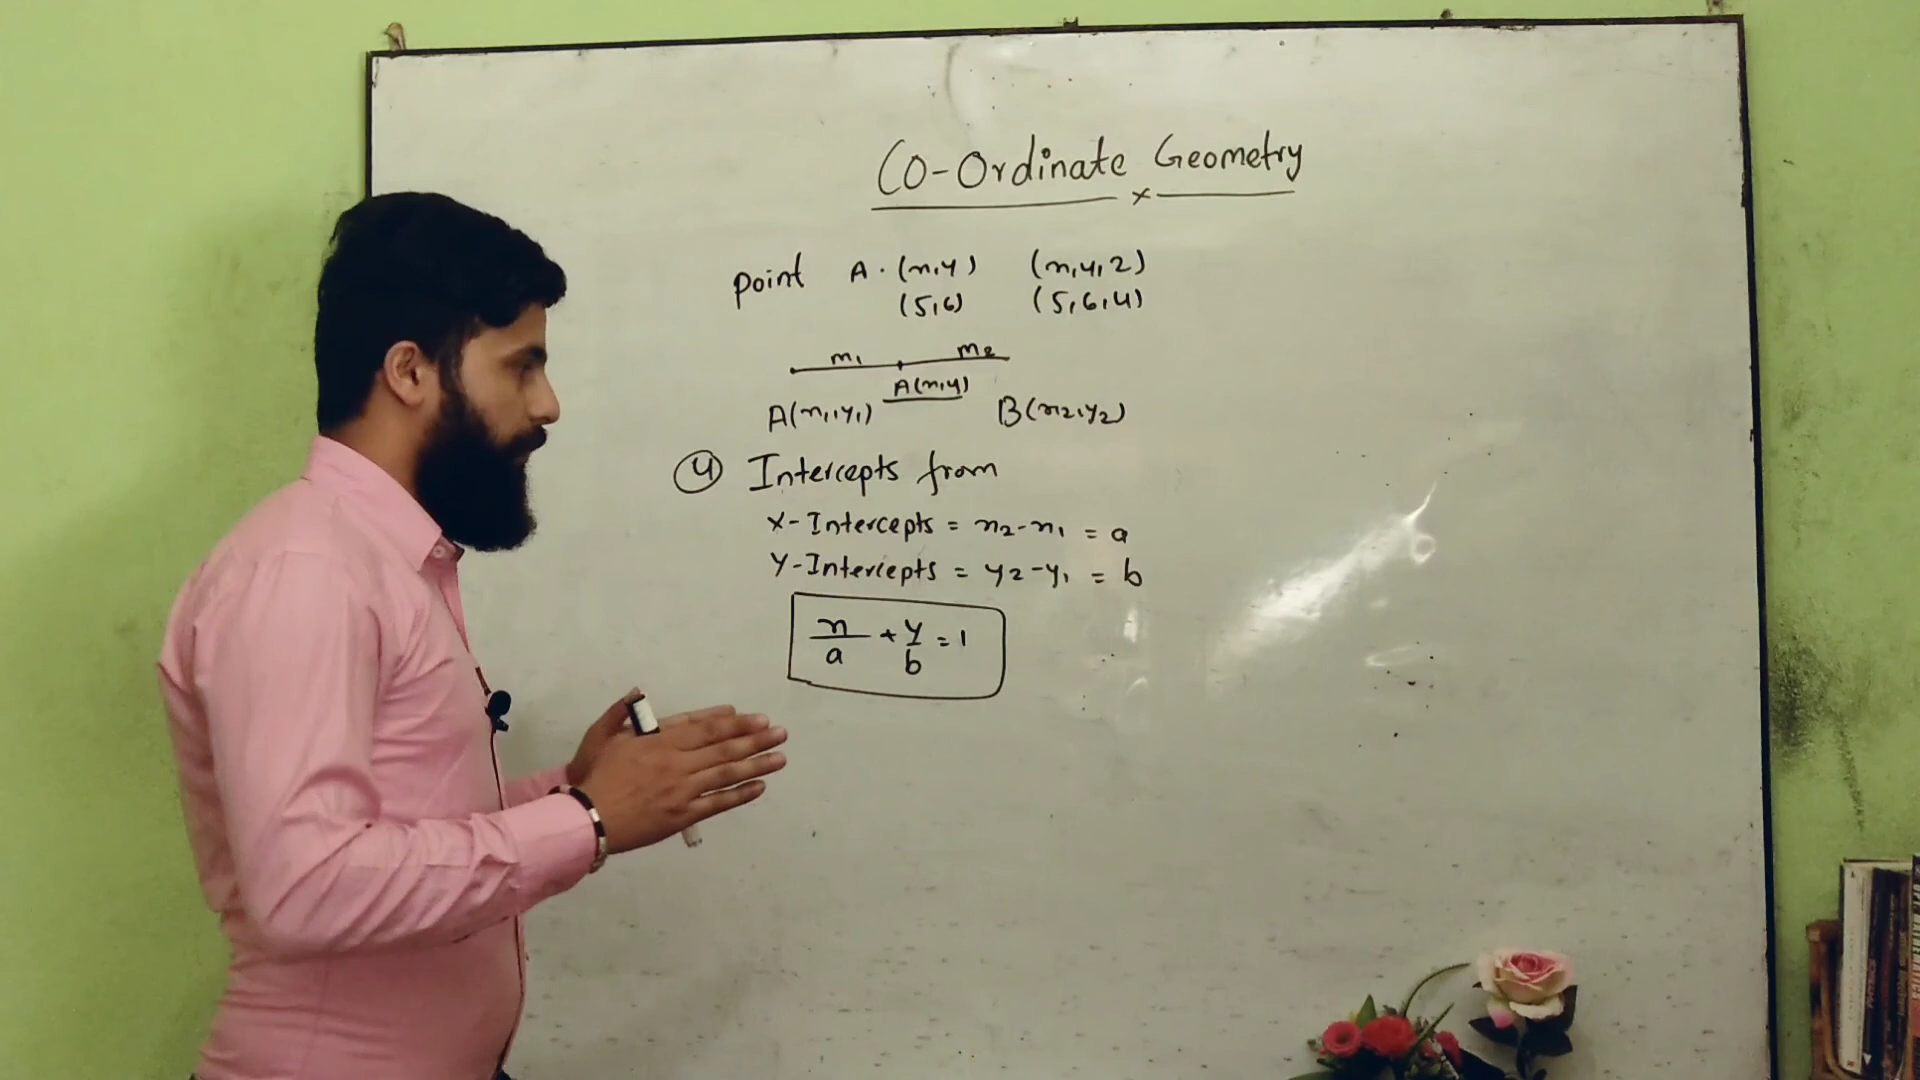 Co-Ordinate Geometry
x
point A . (x,y) (x,y,z)
(5,6) (5,6,4)
m₁ m₂
A(x,y)
A(x₁,y₁) B(x₂,y₂)
④ Intercepts from
X-Intercepts = x₂-x₁ = a
Y-Intercepts = y₂-y₁ = b
x/a + y/b = 1